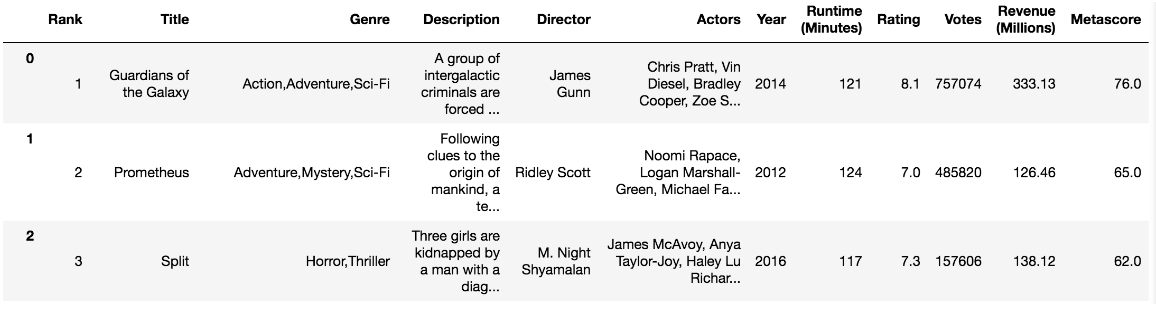 Rank Title Genre Description Director Actors Year Runtime (Minutes) Rating Votes Revenue (Millions) Metascore
0
1 Guardians of the Galaxy Action,Adventure,Sci-Fi A group of intergalactic criminals are forced ... James Gunn Chris Pratt, Vin Diesel, Bradley Cooper, Zoe S... 2014 121 8.1 757074 333.13 76.0
1
2 Prometheus Adventure,Mystery,Sci-Fi Following clues to the origin of mankind, a te... Ridley Scott Noomi Rapace, Logan Marshall-Green, Michael Fa... 2012 124 7.0 485820 126.46 65.0
2
3 Split Horror,Thriller Three girls are kidnapped by a man with a diag... M. Night Shyamalan James McAvoy, Anya Taylor-Joy, Haley Lu Richar... 2016 117 7.3 157606 138.12 62.0